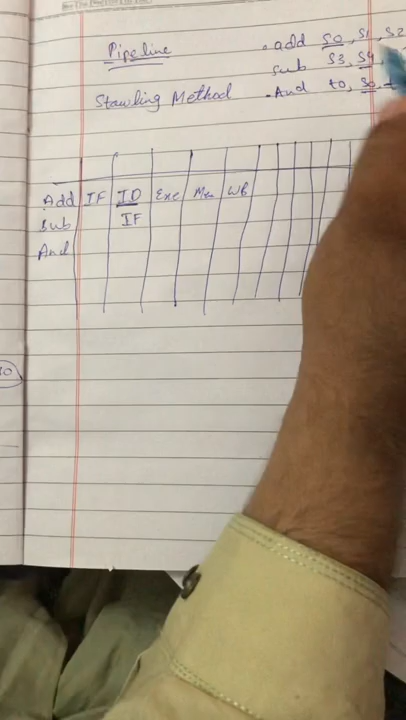 Pipeline
.add S0, S1, S2
Sub S3, S4,
Stawling Method
.And t0, S0,
Add IF ID Exe Mem WB
Sub IF
And